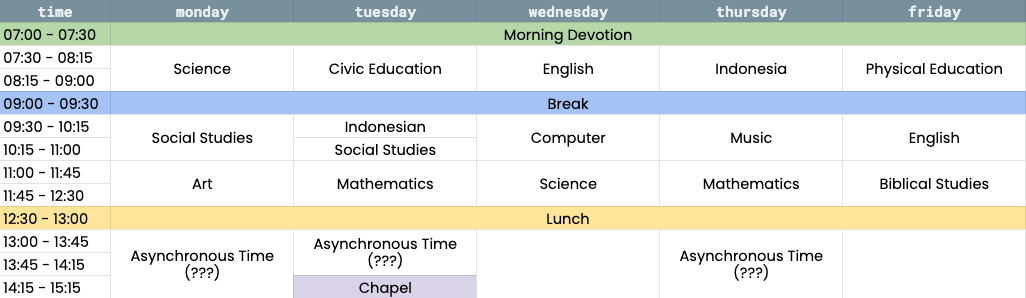 time monday tuesday wednesday thursday friday
07:00 - 07:30 Morning Devotion
07:30 - 08:15
Science Civic Education English Indonesia Physical Education
08:15 - 09:00
09:00 - 09:30 Break
09:30 - 10:15 Indonesian
Social Studies Computer Music English
10:15 - 11:00 Social Studies
11:00 - 11:45
Art Mathematics Science Mathematics Biblical Studies
11:45 - 12:30
12:30 - 13:00 Lunch
13:00 - 13:45 Asynchronous Time
Asynchronous Time Asynchronous Time
13:45 - 14:15 (???)
(???) (???)
14:15 - 15:15 Chapel